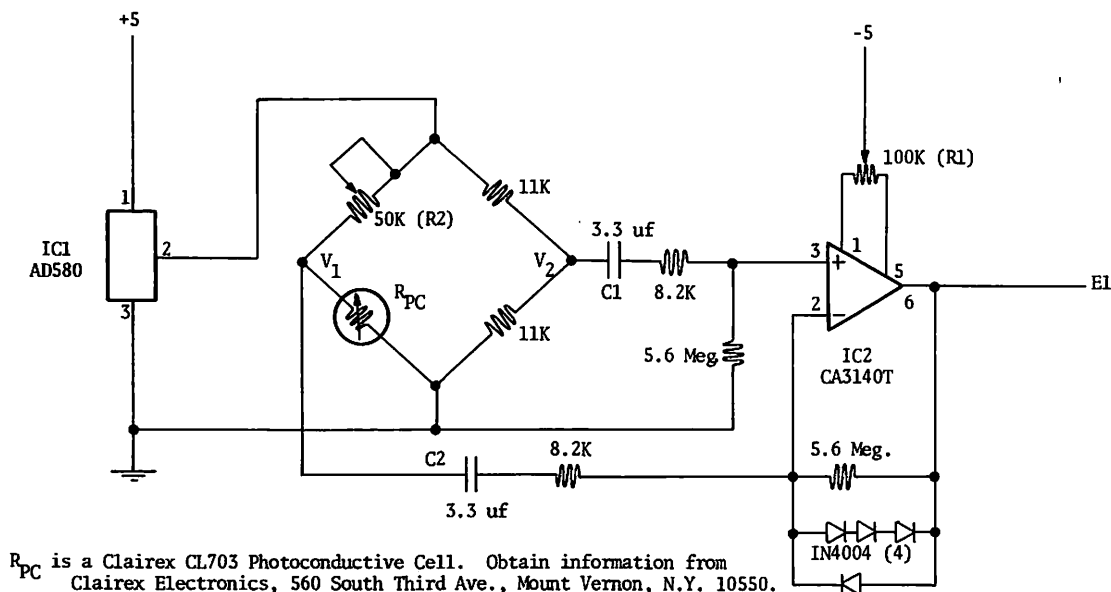 +5
-5
100K (R1)
11K
50K (R2)
3.3 uf
1
IC1
AD580
2
3
V1
V2
C1
8.2K
3
1
5
2
6
E1
RPC
11K
5.6 Meg.
IC2
CA3140T
C2
8.2K
5.6 Meg.
3.3 uf
IN4004 (4)
RPC is a Clairex CL703 Photoconductive Cell. Obtain information from
Clairex Electronics, 560 South Third Ave., Mount Vernon, N.Y. 10550.